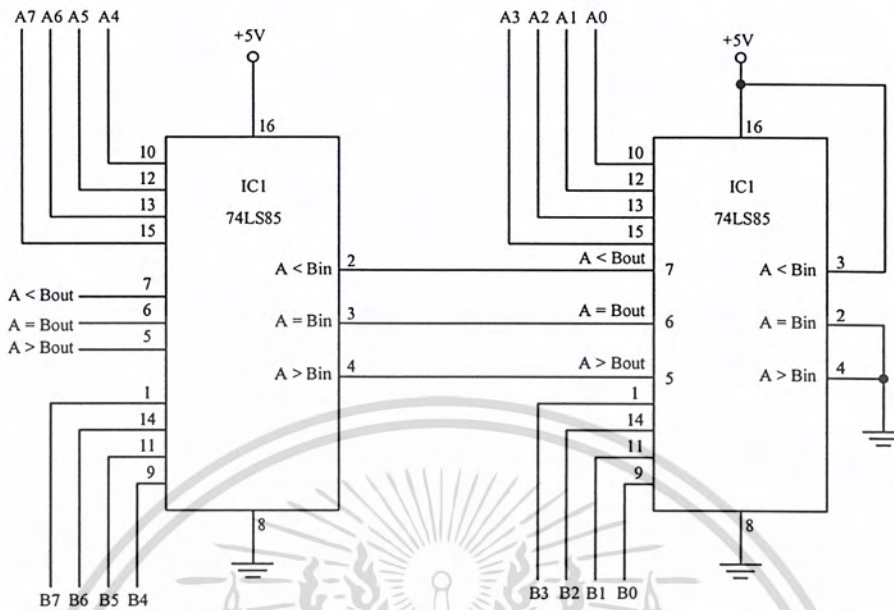 A7 A6 A5 A4
+5V
16
10
12
13
15
IC1
74LS85
A < Bin
2
A < Bout
7
A = Bout
6
A > Bout
5
A = Bin
3
A > Bin
4
1
14
11
9
8
B7 B6 B5 B4
A3 A2 A1 A0
+5V
16
10
12
13
15
IC1
74LS85
A < Bout
7
A < Bin
3
A = Bout
6
A = Bin
2
A > Bout
5
A > Bin
4
1
14
11
9
8
B3 B2 B1 B0